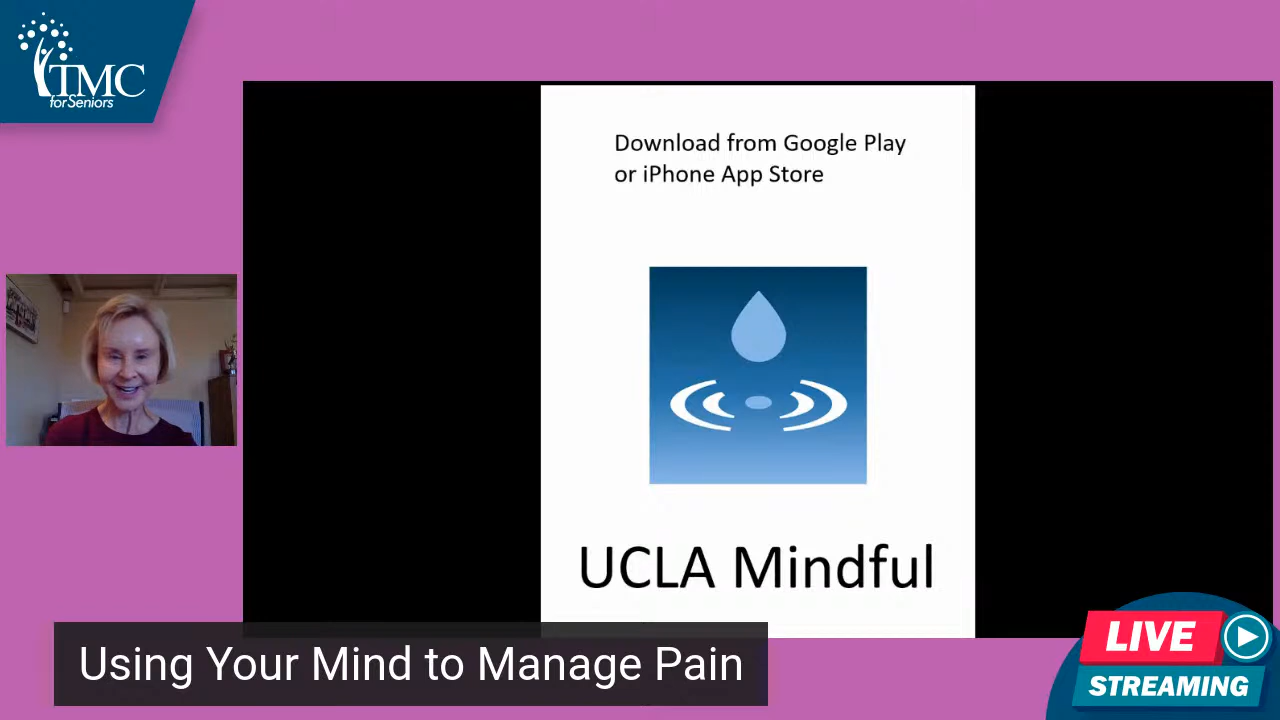 TMC
for Seniors
Download from Google Play
or iPhone App Store
UCLA Mindful
Using Your Mind to Manage Pain
LIVE
STREAMING